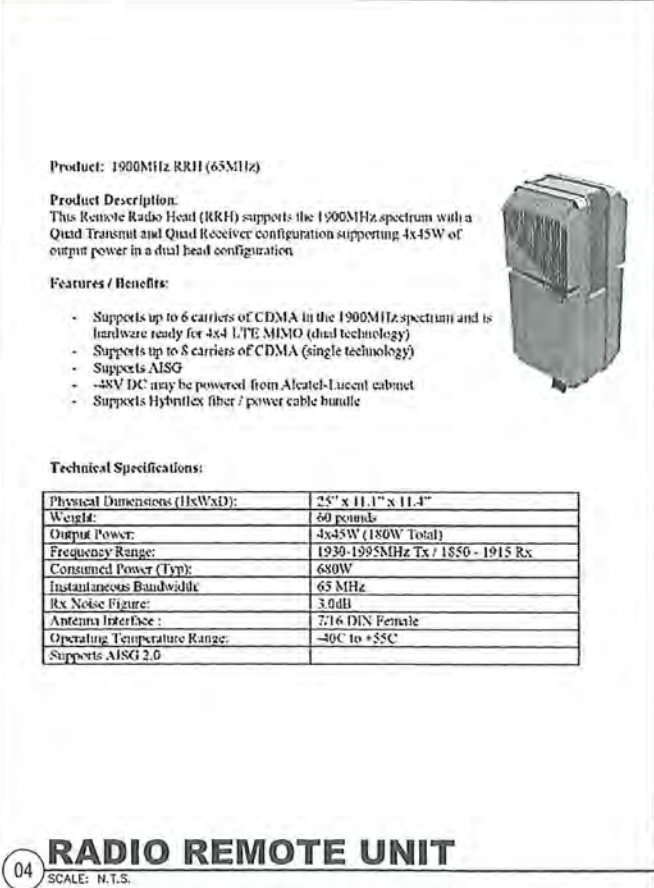 Product: 1900MHz RRH (65MHz)
Product Description:
This Remote Radio Head (RRH) supports the 1900MHz spectrum with a
Quad Transmit and Quad Receiver configuration supporting 4x45W of
output power in a dual head configuration
Features / Benefits:
- Supports up to 6 carriers of CDMA in the 1900MHz spectrum and is
hardware ready for 4x4 LTE MIMO (dual technology)
- Supports up to 8 carriers of CDMA (single technology)
- Supports AISG
- -48V DC may be powered from Alcatel-Lucent cabinet
- Supports Hybriflex fiber / power cable bundle
Technical Specifications:
Physical Dimensions (HxWxD): 25" x 11.1" x 11.4"
Weight: 60 pounds
Output Power: 4x45W (180W Total)
Frequency Range: 1930-1995MHz Tx / 1850 - 1915 Rx
Consumed Power (Typ): 680W
Instantaneous Bandwidth: 65 MHz
Rx Noise Figure: 3.0dB
Antenna Interface : 7/16 DIN Female
Operating Temperature Range: -40C to +55C
Supports AISG 2.0
04 RADIO REMOTE UNIT
SCALE: N.T.S.